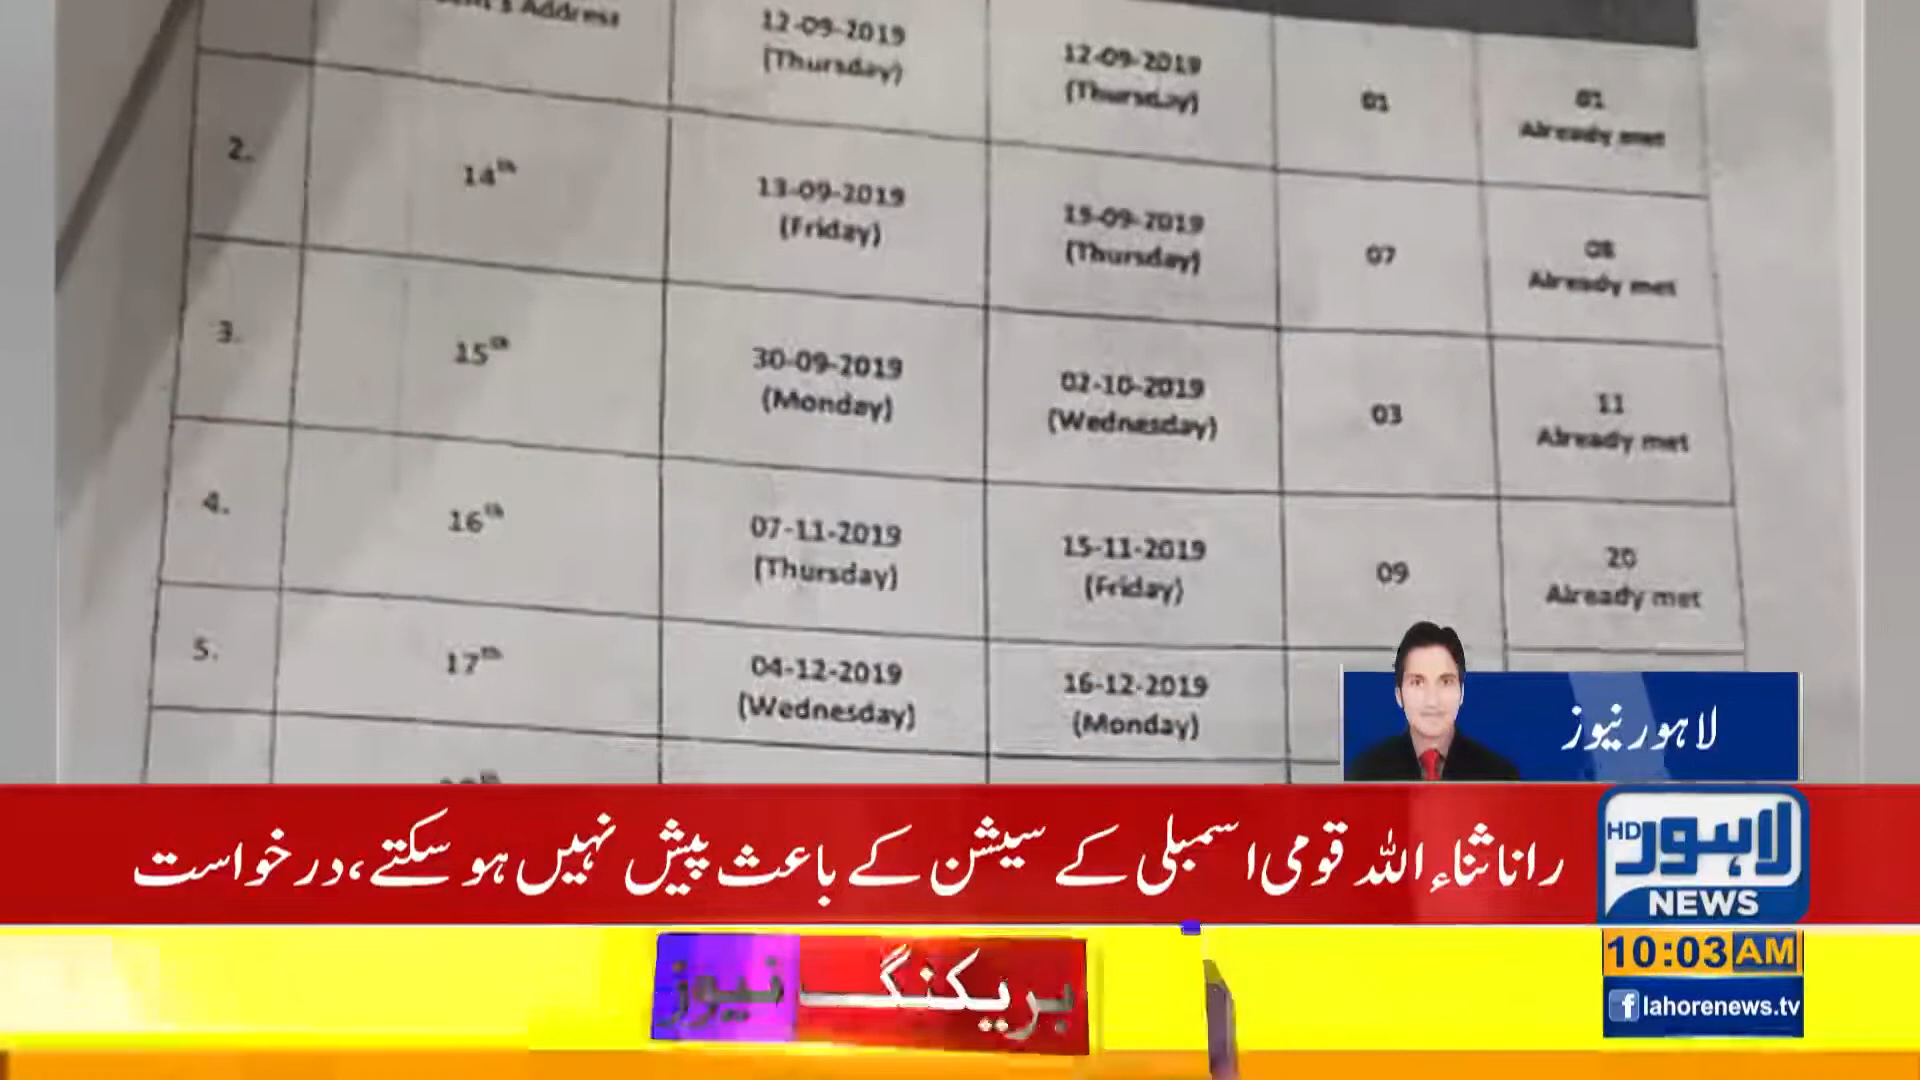 Address
12-09-2019
(Thursday)
12-09-2019
(Thursday)
01
01
Already met
2.
14th
13-09-2019
(Friday)
19-09-2019
(Thursday)
07
08
Already met
3.
15th
30-09-2019
(Monday)
02-10-2019
(Wednesday)
03
11
Already met
4.
16th
07-11-2019
(Thursday)
15-11-2019
(Friday)
09
20
Already met
5.
17th
04-12-2019
(Wednesday)
16-12-2019
(Monday)
لاہور نیوز
رانا ثناء اللہ قومی اسمبلی کے سیشن کے باعث پیش نہیں ہو سکتے، درخواست
لاہور HD
NEWS
بریکنگ نیوز
10:03 AM
lahorenews.tv